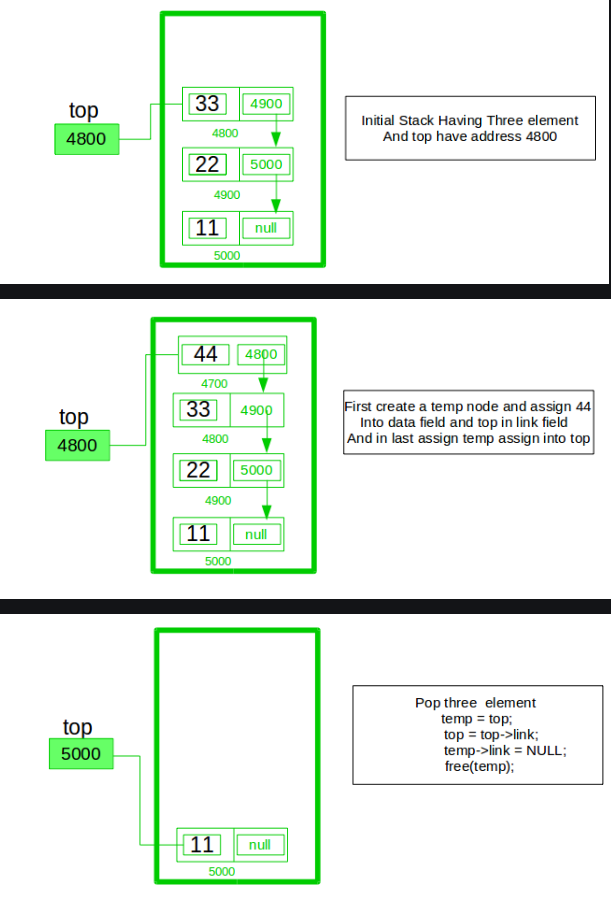 top
4800
33 4900
4800
22 5000
4900
11 null
5000
Initial Stack Having Three element
And top have address 4800
top
4800
44 4800
4700
33 4900
4800
22 5000
4900
11 null
5000
First create a temp node and assign 44
Into data field and top in link field
And in last assign temp assign into top
top
5000
11 null
5000
Pop three element
temp = top;
top = top->link;
temp->link = NULL;
free(temp);